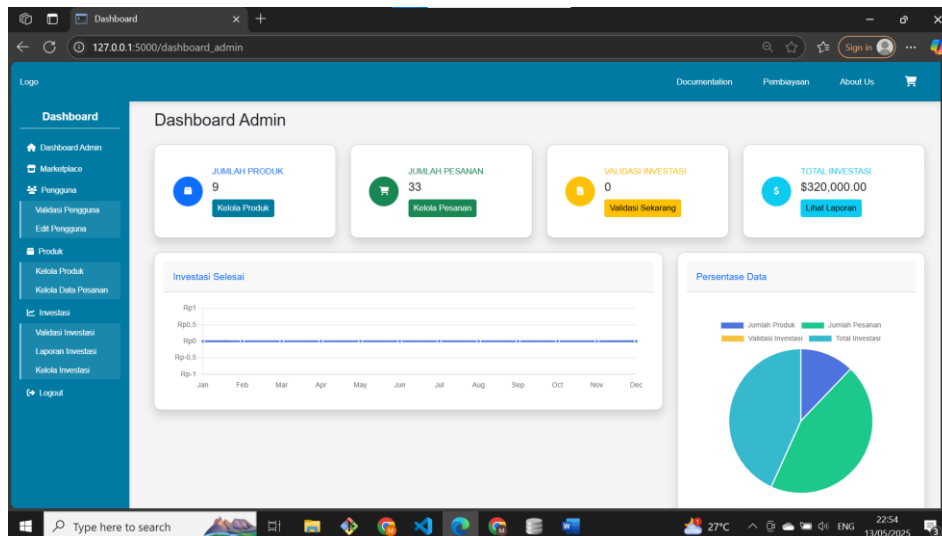 Dashboard
127.0.0.1:5000/dashboard_admin
Sign in
Logo
Documentation
Pembiayaan
About Us
Dashboard
Dashboard Admin
Marketplace
Pengguna
Validasi Pengguna
Edit Pengguna
Produk
Kelola Produk
Kelola Data Pesanan
Investasi
Validasi Investasi
Laporan Investasi
Kelola Investasi
Logout
Dashboard Admin
JUMLAH PRODUK
9
Kelola Produk
JUMLAH PESANAN
33
Kelola Pesanan
VALIDASI INVESTASI
0
Validasi Sekarang
TOTAL INVESTASI
$320,000.00
Lihat Laporan
Investasi Selesai
Rp1
Rp0,5
Rp0
Rp-0,5
Rp-1
Jan Feb Mar Apr May Jun Jul Aug Sep Oct Nov Dec
Persentase Data
Jumlah Produk Jumlah Pesanan
Validasi Investasi Total Investasi
Type here to search
27°C
ENG
22:54
13/05/2025
3